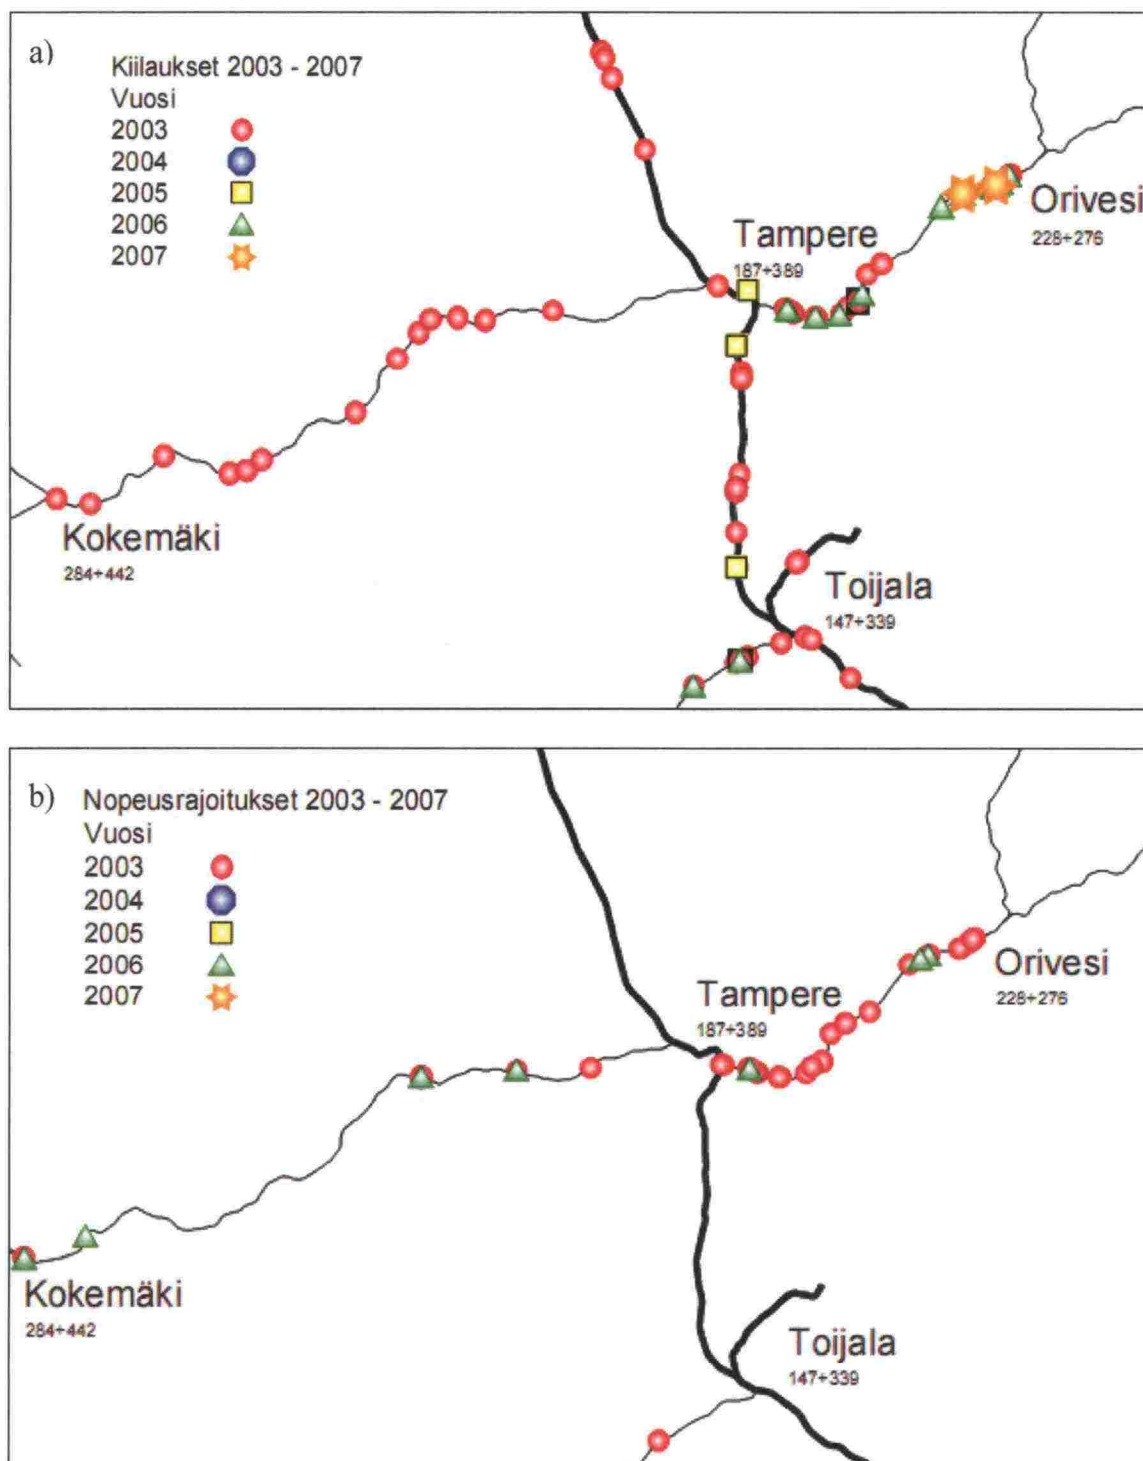 a)
Kiilaukset 2003 - 2007
Vuosi
2003
2004
2005
2006
2007
Tampere
187+389
Orivesi
228+276
Kokemäki
284+442
Toijala
147+339
b)
Nopeusrajoitukset 2003 - 2007
Vuosi
2003
2004
2005
2006
2007
Tampere
187+389
Orivesi
228+276
Kokemäki
284+442
Toijala
147+339